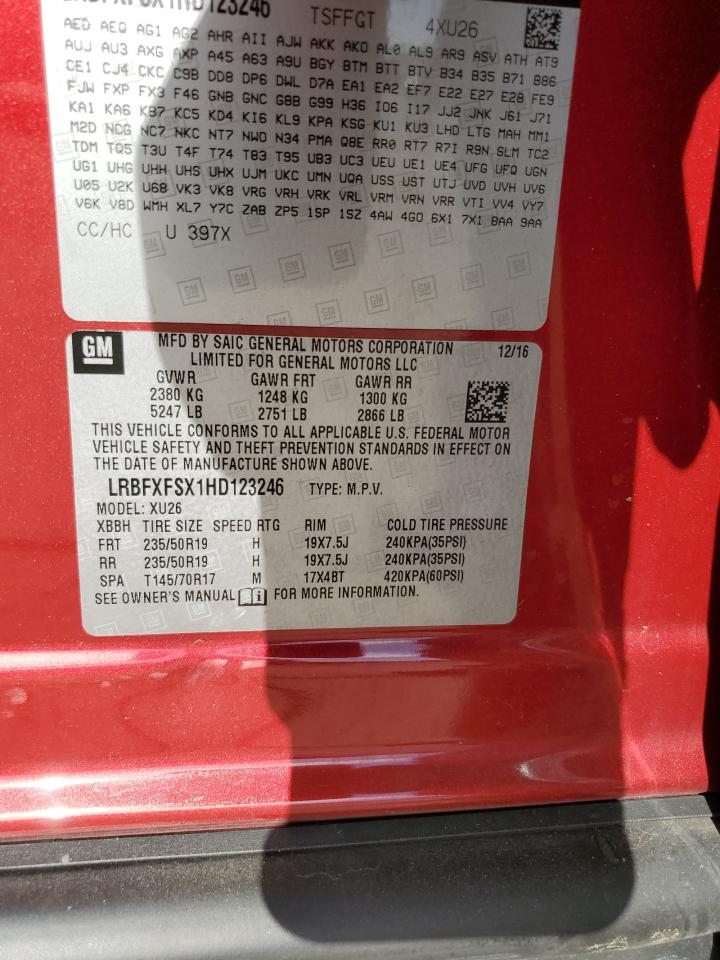 LRBFXFSX1HD123246 TSFFGT 4XU26
AED AEQ AG1 AG2 AHR AII AJW AKK AKO AL0 AL9 AR9 ASV ATH AT9
AUJ AU3 AXG AXP A45 A63 A9U BGY BTM BTT BTV B34 B35 B71 B86
CE1 CJ4 CKC C9B DD8 DP6 DWL D7A EA1 EA2 EF7 E22 E27 E28 FE9
FJW FXP FX3 F46 GNB GNC G8B G99 H36 I06 I17 JJ2 JNK J61 J71
KA1 KA6 KB7 KC5 KD4 KI6 KL9 KPA KSG KU1 KU3 LHD LTG MAH MM1
M2D NCG NC7 NKC NT7 NWO N34 PMA Q8E RR0 RT7 R7I R9N SLM TC2
TDM TQ5 T3U T4F T74 T83 T95 UB3 UC3 UEU UE1 UE4 UFG UFQ UGN
UG1 UHG UHH UHS UHX UJM UKC UMN UQA USS UST UTJ UVD UVH UV6
U05 U2K U68 VK3 VK8 VRG VRH VRK VRL VRM VRN VRR VTI VV4 VY7
V6K V8D WMH XL7 Y7C ZAB ZP5 1SP 1SZ 4AW 4GO 6X1 7X1 8AA 9AA
CC/HC U 397X
GM
MFD BY SAIC GENERAL MOTORS CORPORATION 12/16
LIMITED FOR GENERAL MOTORS LLC
GVWR GAWR FRT GAWR RR
2380 KG 1248 KG 1300 KG
5247 LB 2751 LB 2866 LB
THIS VEHICLE CONFORMS TO ALL APPLICABLE U.S. FEDERAL MOTOR
VEHICLE SAFETY AND THEFT PREVENTION STANDARDS IN EFFECT ON
THE DATE OF MANUFACTURE SHOWN ABOVE.
LRBFXFSX1HD123246 TYPE: M.P.V.
MODEL: XU26
XBBH TIRE SIZE SPEED RTG RIM COLD TIRE PRESSURE
FRT 235/50R19 H 19X7.5J 240KPA(35PSI)
RR 235/50R19 H 19X7.5J 240KPA(35PSI)
SPA T145/70R17 M 17X4BT 420KPA(60PSI)
SEE OWNER'S MANUAL i FOR MORE INFORMATION.